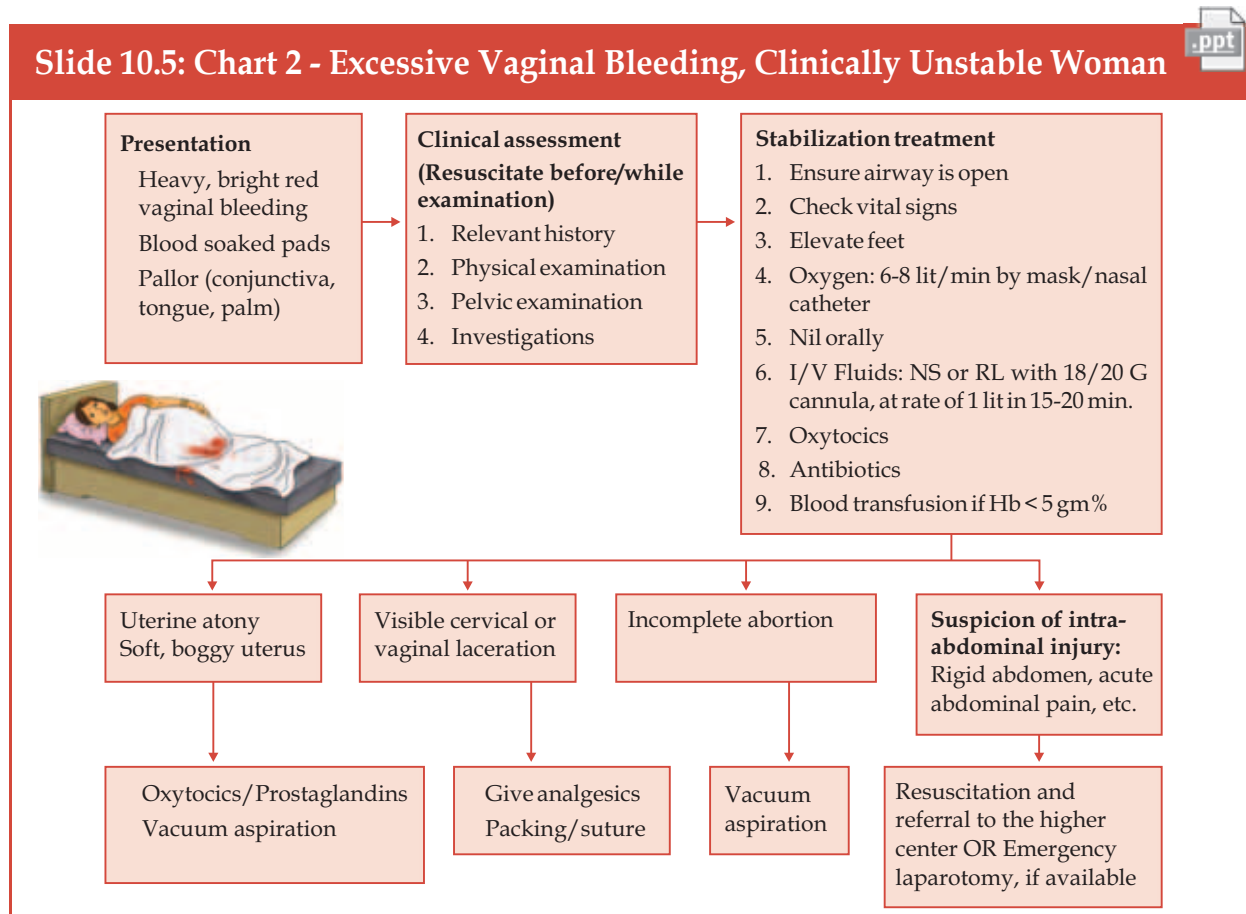 .ppt
Slide 10.5: Chart 2 - Excessive Vaginal Bleeding, Clinically Unstable Woman
Presentation
Heavy, bright red
vaginal bleeding
Blood soaked pads
Pallor (conjunctiva,
tongue, palm)
Clinical assessment
(Resuscitate before/while
examination)
1. Relevant history
2. Physical examination
3. Pelvic examination
4. Investigations
Stabilization treatment
1. Ensure airway is open
2. Check vital signs
3. Elevate feet
4. Oxygen: 6-8 lit/min by mask/nasal
catheter
5. Nil orally
6. I/V Fluids: NS or RL with 18/20 G
cannula, at rate of 1 lit in 15-20 min.
7. Oxytocics
8. Antibiotics
9. Blood transfusion if Hb < 5 gm%
Uterine atony
Soft, boggy uterus
Visible cervical or
vaginal laceration
Incomplete abortion
Suspicion of intra-
abdominal injury:
Rigid abdomen, acute
abdominal pain, etc.
Oxytocics/Prostaglandins
Vacuum aspiration
Give analgesics
Packing/suture
Vacuum
aspiration
Resuscitation and
referral to the higher
center OR Emergency
laparotomy, if available